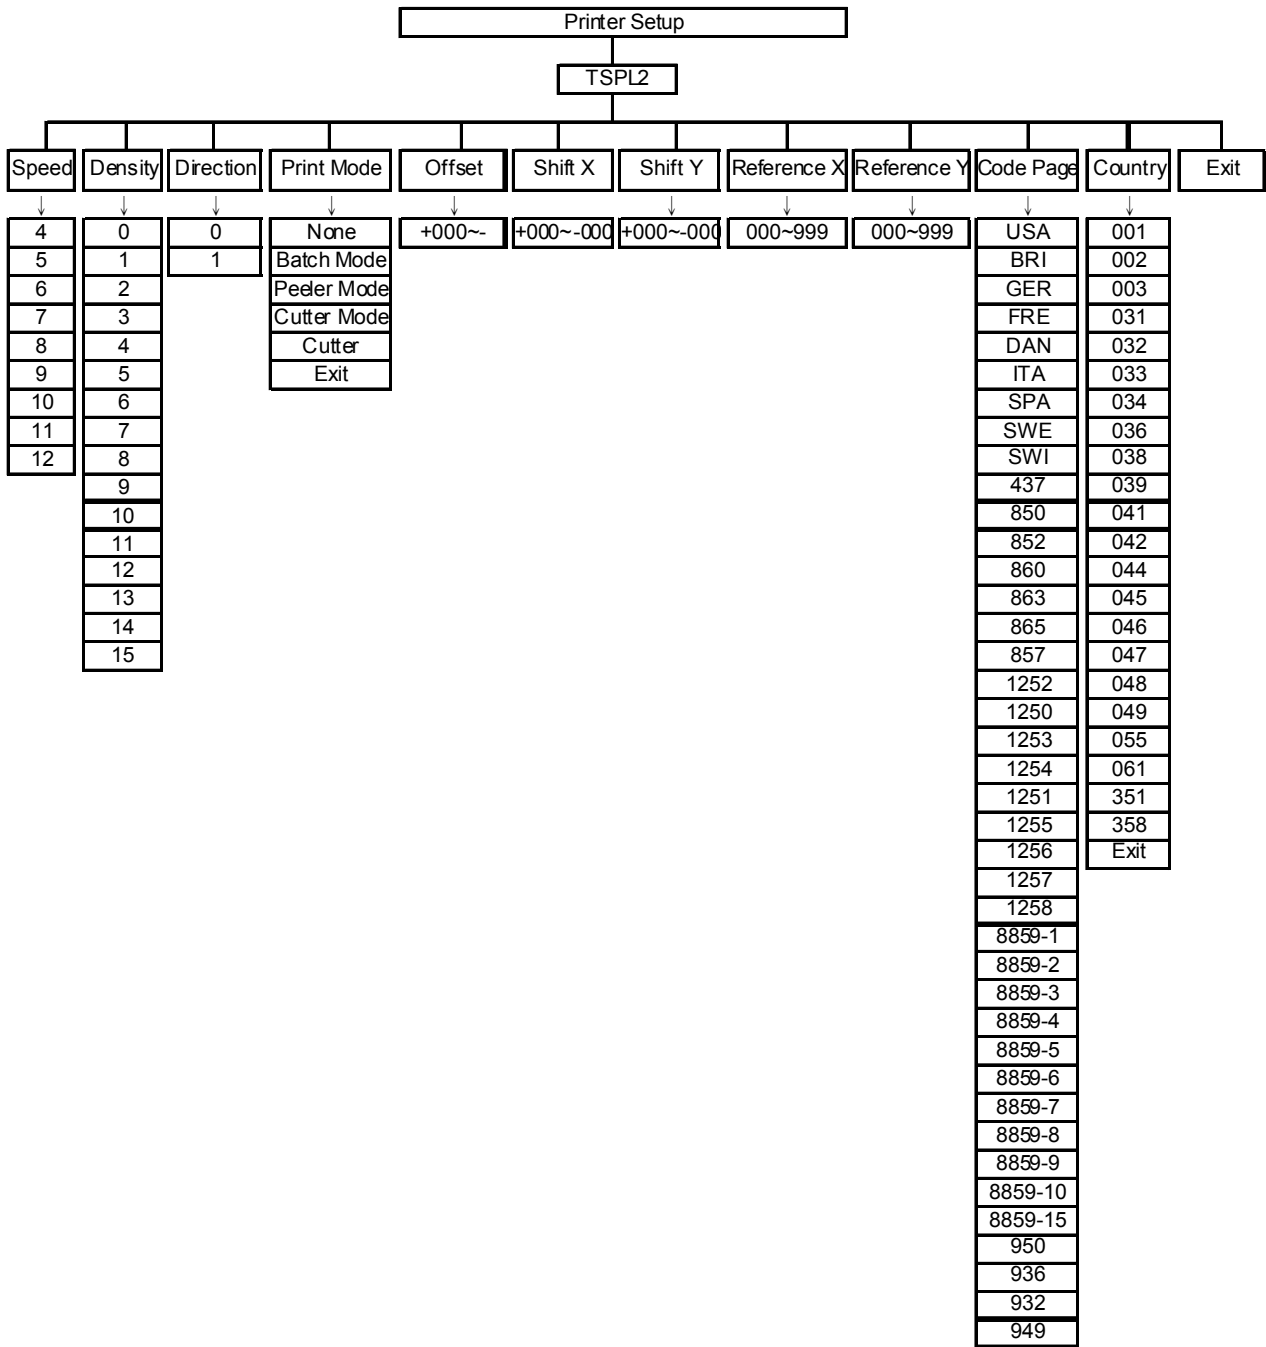 Printer Setup
TSPL2
Speed Density Direction Print Mode Offset Shift X Shift Y Reference X Reference Y Code Page Country Exit
4 0 0 None +000~- +000~-000 +000~-000 000~999 000~999 USA 001
5 1 1 Batch Mode BRI 002
6 2 Peeler Mode GER 003
7 3 Cutter Mode FRE 031
8 4 Cutter DAN 032
9 5 Exit ITA 033
10 6 SPA 034
11 7 SWE 036
12 8 SWI 038
9 437 039
10 850 041
11 852 042
12 860 044
13 863 045
14 865 046
15 857 047
1252 048
1250 049
1253 055
1254 061
1251 351
1255 358
1256 Exit
1257
1258
8859-1
8859-2
8859-3
8859-4
8859-5
8859-6
8859-7
8859-8
8859-9
8859-10
8859-15
950
936
932
949